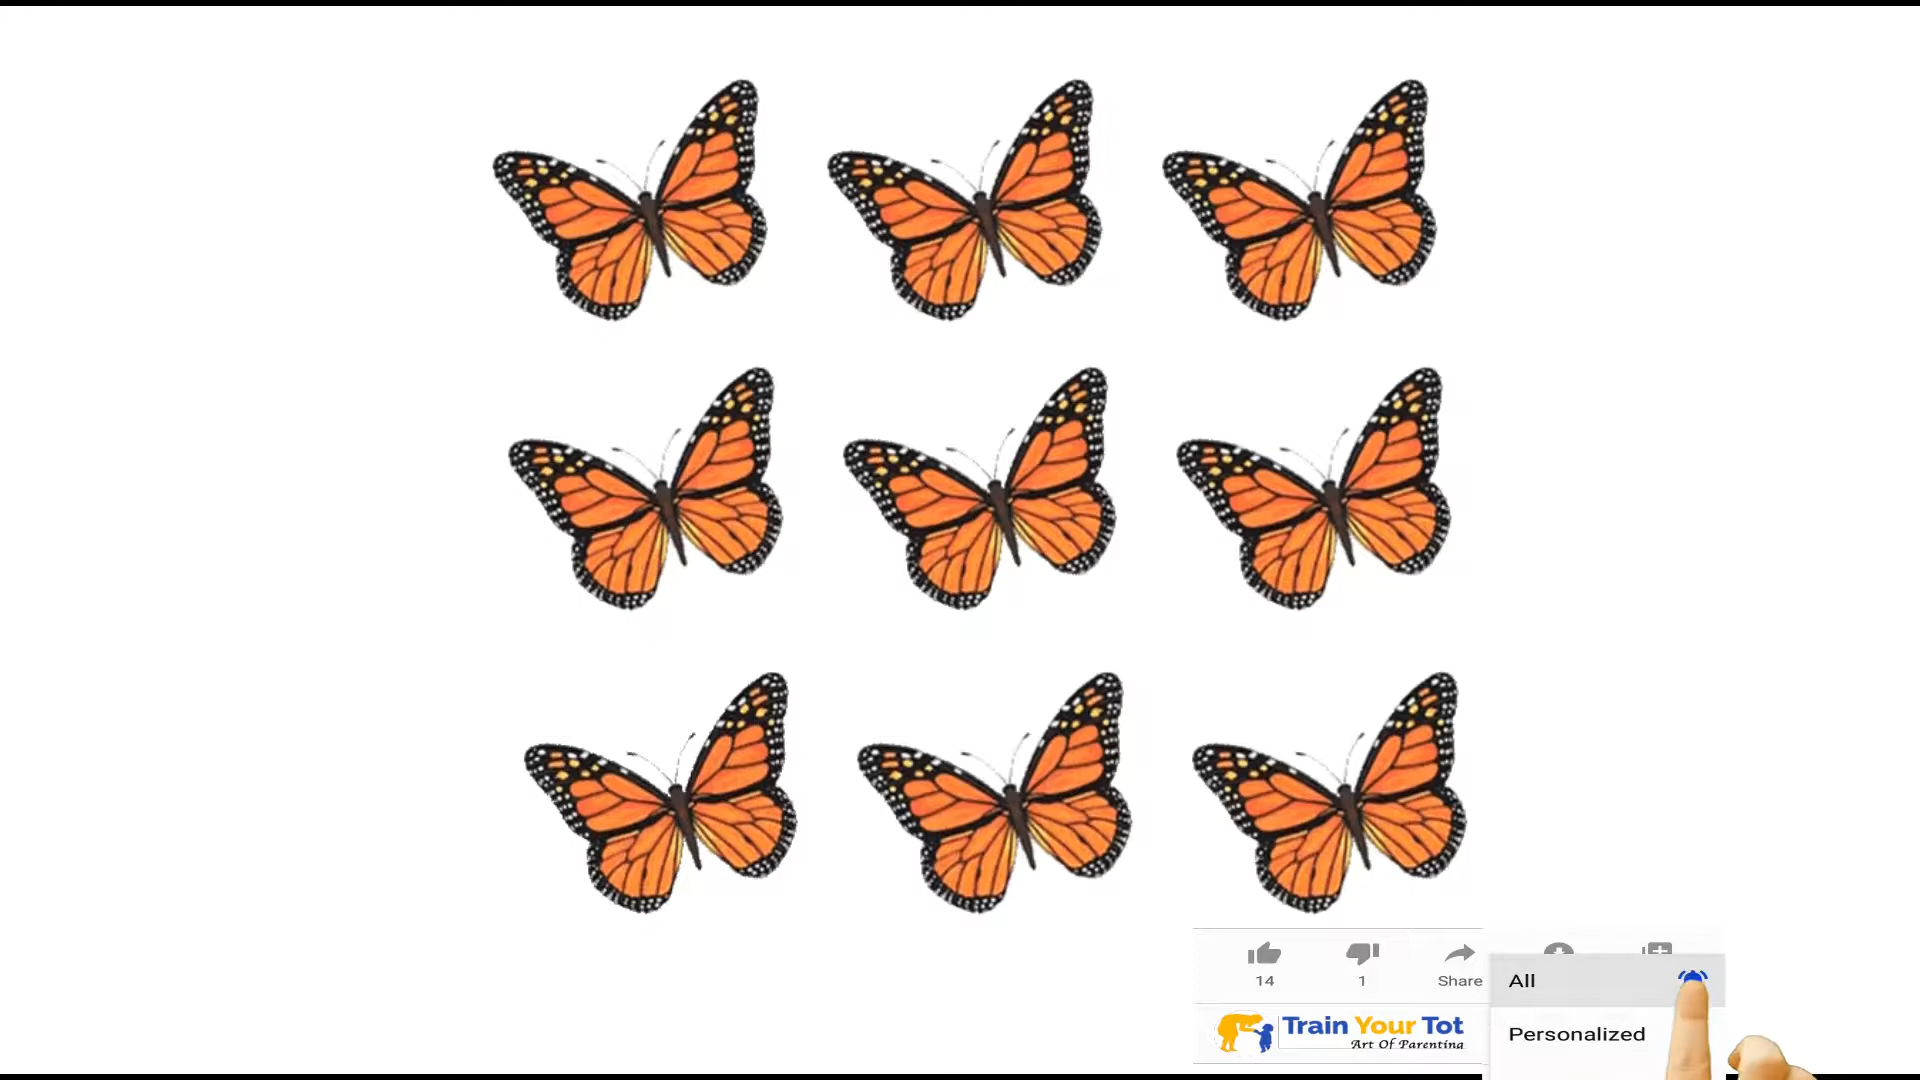 14
1
Share
All
Train Your Tot
Art Of Parenting
Personalized